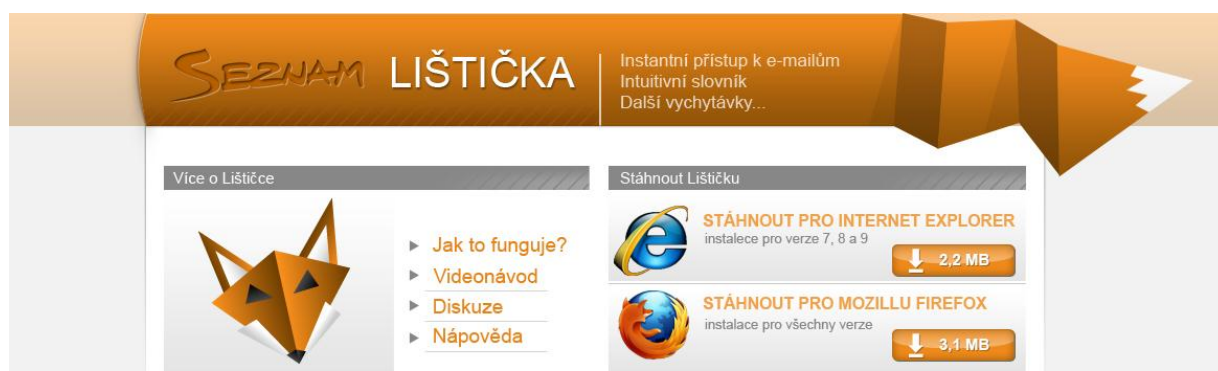 SEZNAM LIŠTIČKA
Instantní přístup k e-mailům
Intuitivní slovník
Další vychytávky...
Více o Lištičce
Jak to funguje?
Videonávod
Diskuze
Nápověda
Stáhnout Lištičku
STÁHNOUT PRO INTERNET EXPLORER
instalece pro verze 7, 8 a 9
2,2 MB
STÁHNOUT PRO MOZILLU FIREFOX
instalace pro všechny verze
3,1 MB